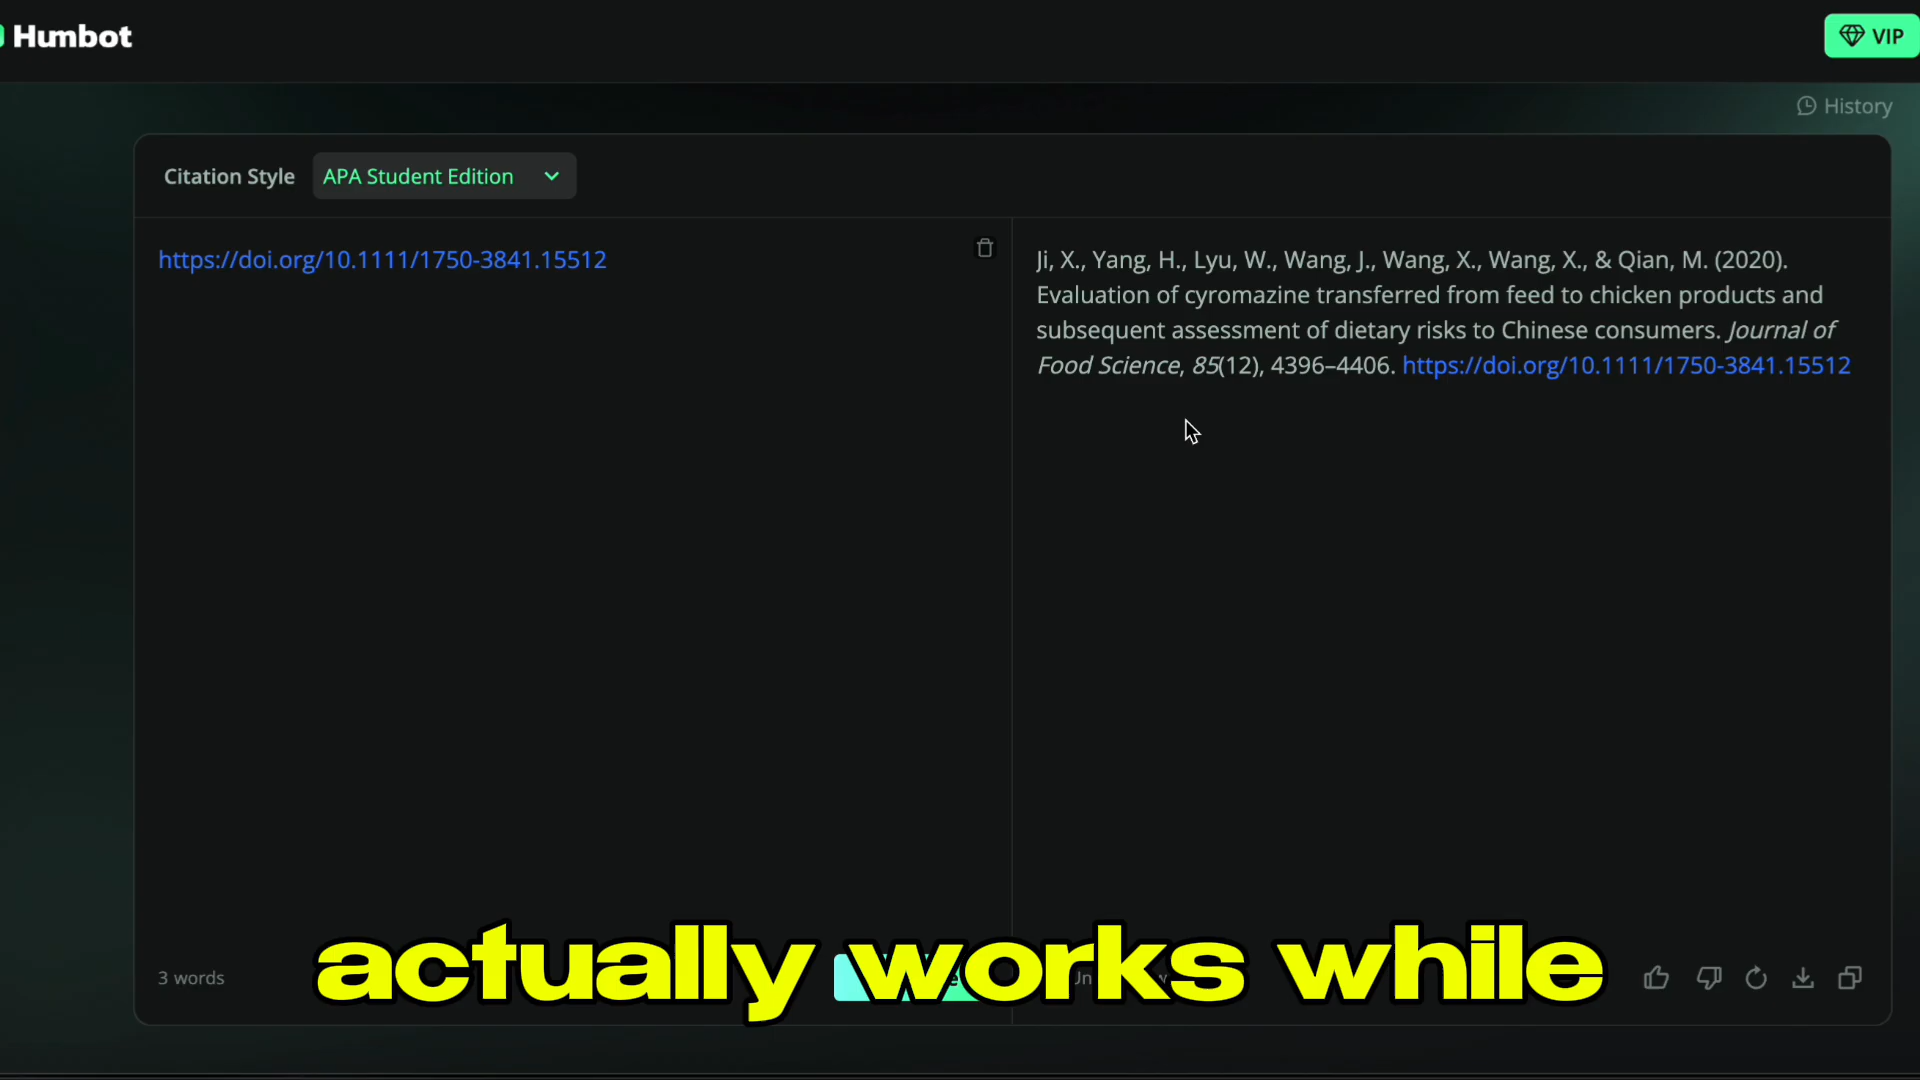 Humbot
VIP
History
Citation Style
APA Student Edition
https://doi.org/10.1111/1750-3841.15512
Ji, X., Yang, H., Lyu, W., Wang, J., Wang, X., Wang, X., & Qian, M. (2020).
Evaluation of cyromazine transferred from feed to chicken products and
subsequent assessment of dietary risks to Chinese consumers. Journal of
Food Science, 85(12), 4396–4406. https://doi.org/10.1111/1750-3841.15512
3 words
actually works while